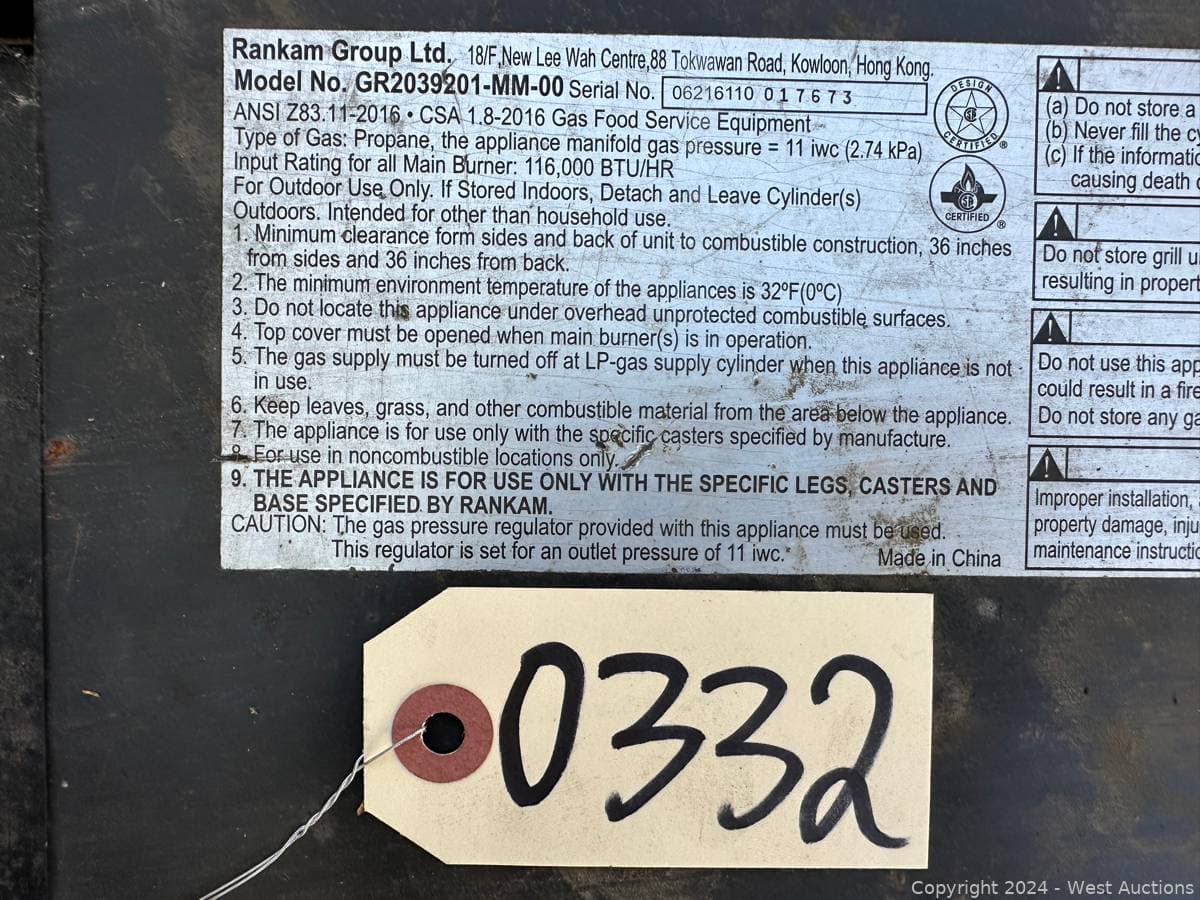 Rankam Group Ltd. 18/F,New Lee Wah Centre,88 Tokwawan Road, Kowloon, Hong Kong.
Model No. GR2039201-MM-00 Serial No. 06216110 017673
ANSI Z83.11-2016 • CSA 1.8-2016 Gas Food Service Equipment
Type of Gas: Propane, the appliance manifold gas pressure = 11 iwc (2.74 kPa)
Input Rating for all Main Burner: 116,000 BTU/HR
For Outdoor Use Only. If Stored Indoors, Detach and Leave Cylinder(s)
Outdoors. Intended for other than household use.
1. Minimum clearance form sides and back of unit to combustible construction, 36 inches
from sides and 36 inches from back.
2. The minimum environment temperature of the appliances is 32ºF(0ºC)
3. Do not locate this appliance under overhead unprotected combustible surfaces.
4. Top cover must be opened when main burner(s) is in operation.
5. The gas supply must be turned off at LP-gas supply cylinder when this appliance is not
in use.
6. Keep leaves, grass, and other combustible material from the area below the appliance.
7. The appliance is for use only with the specific casters specified by manufacture.
8. For use in noncombustible locations only.
9. THE APPLIANCE IS FOR USE ONLY WITH THE SPECIFIC LEGS, CASTERS AND
BASE SPECIFIED BY RANKAM.
CAUTION: The gas pressure regulator provided with this appliance must be used.
This regulator is set for an outlet pressure of 11 iwc.
Made in China
DESIGN
CERTIFIED
®
CERTIFIED
®
(a) Do not store a
(b) Never fill the
(c) If the
causing death
Do not store grill
resulting in
Do not use this
could result in a
Do not store any
Improper installation,
property damage,
maintenance
0332
Copyright 2024 - West Auctions